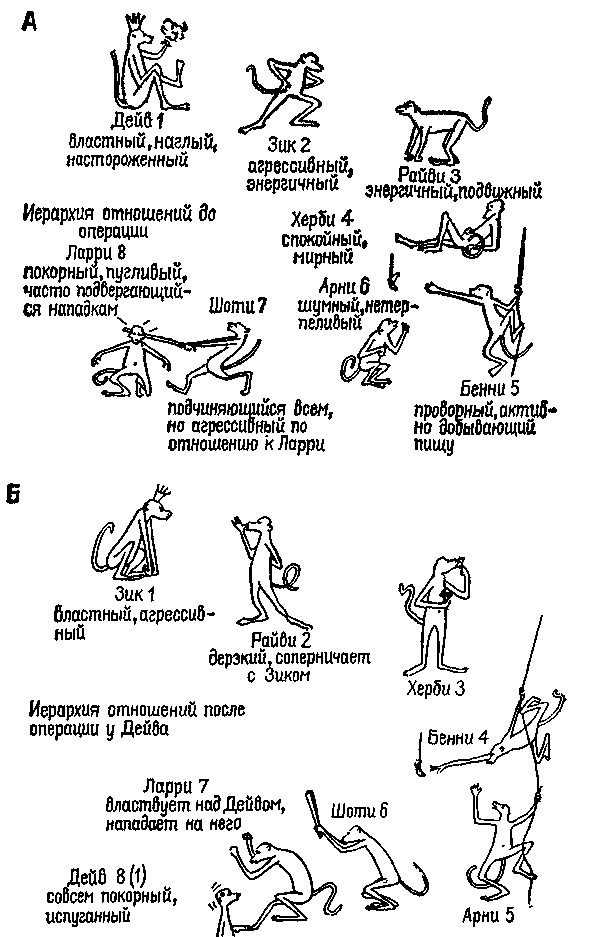 А
Дейв 1
властный, наглый,
настороженный
Зик 2
агрессивный,
энергичный
Райви 3
энергичный, подвижный
Иерархия отношений до
операции
Ларри 8
покорный, пугливый,
часто подвергающий-
ся нападкам
Херби 4
спокойный,
мирный
Шоти 7
Арни 6
шумный, нетер-
пеливый
подчиняющийся всем,
но агрессивный по
отношению к Ларри
Бенни 5
проворный, актив-
но добывающий
пищу
Б
Зик 1
властный, агрессив-
ный
Райви 2
дерзкий, соперничает
с Зиком
Херби 3
Иерархия отношений после
операции у Дейва
Бенни 4
Ларри 7
властвует над Дейвом,
нападает на него
Шоти 6
Дейв 8 (1)
совсем покорный,
испуганный
Арни 5